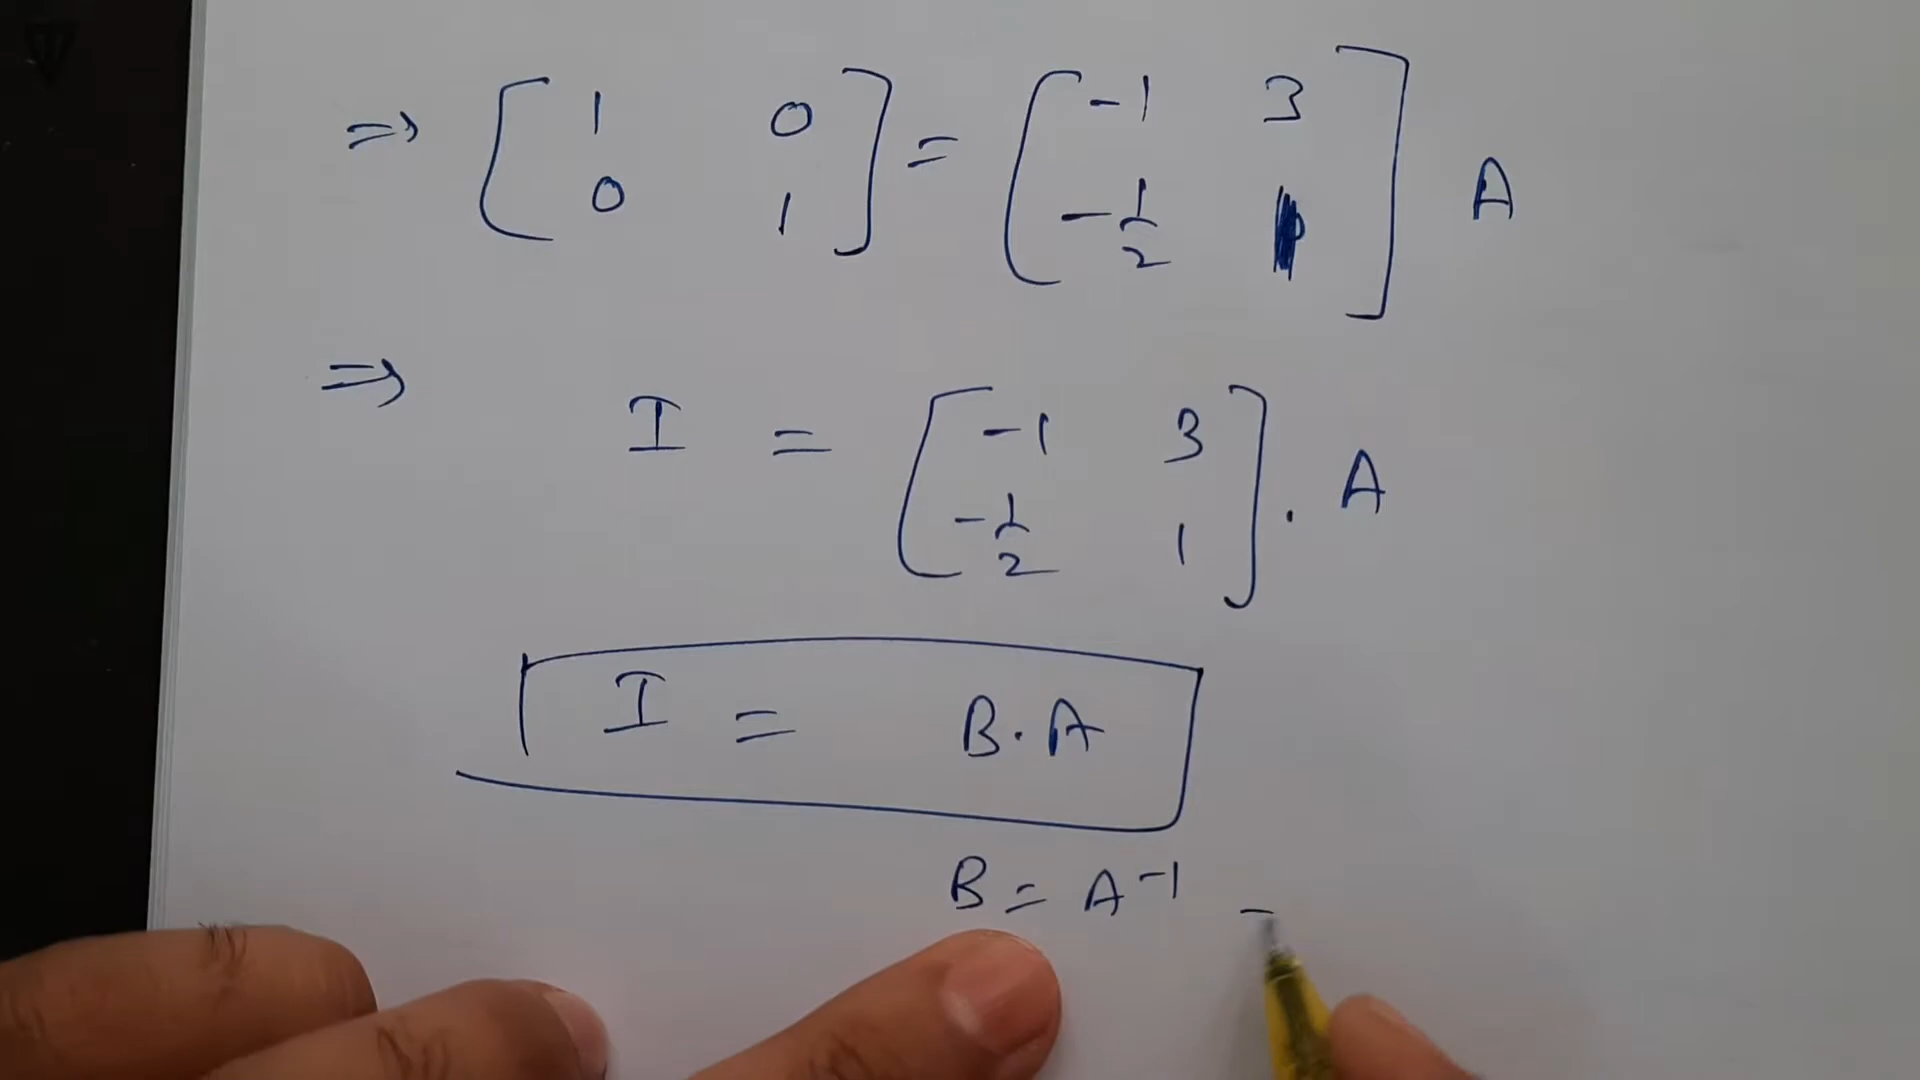 ⇒ [ 1 0 ] = [ -1 3 ] A
[ 0 1 ] [ -1/2 1 ]
⇒ I = [ -1 3 ] . A
[ -1/2 1 ]
I = B . A
B = A⁻¹ -